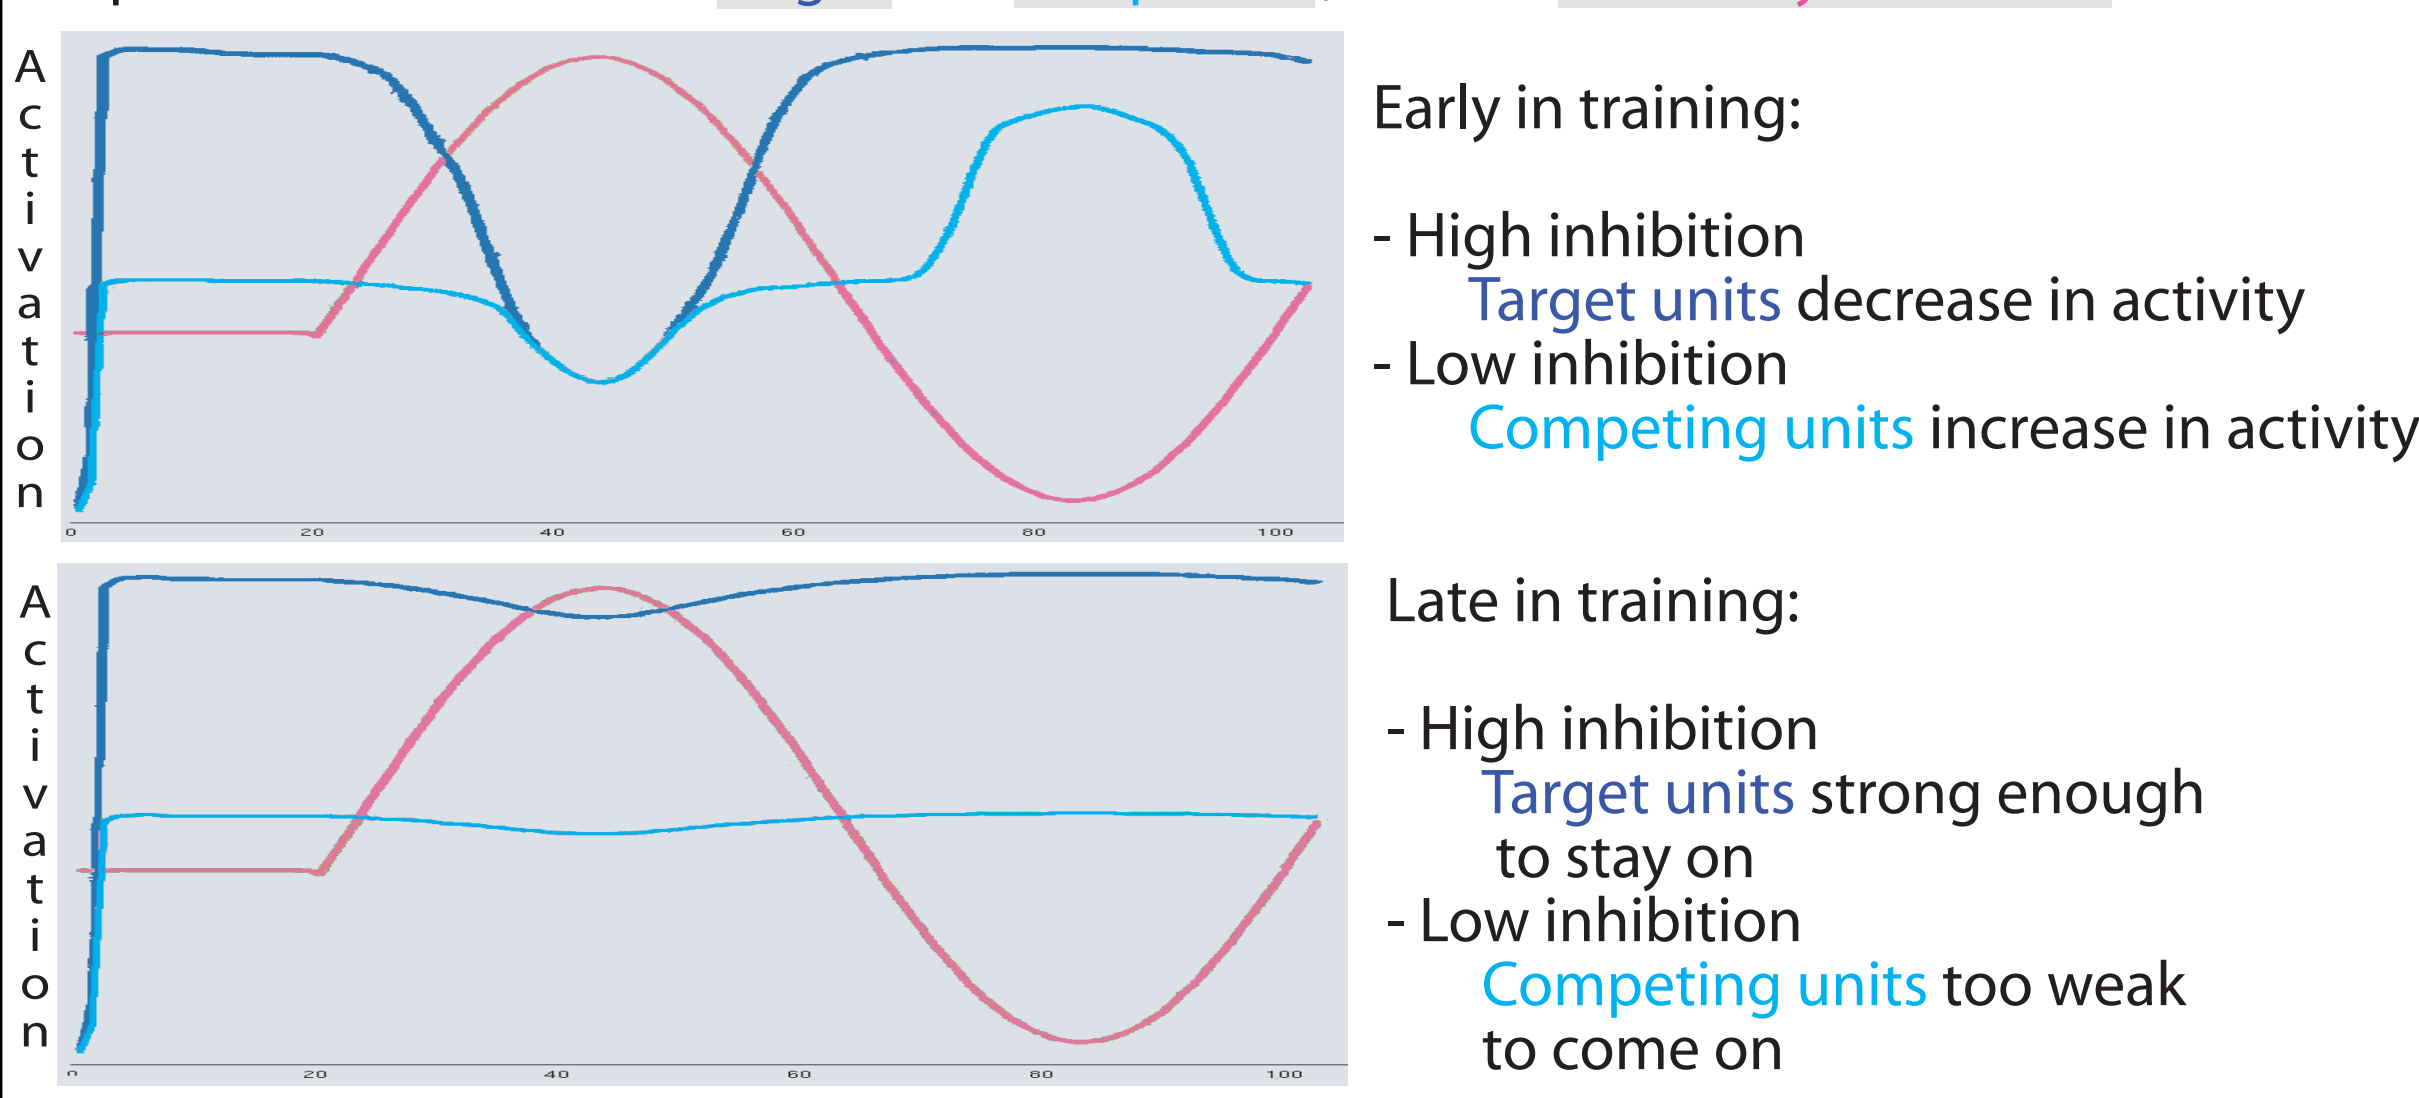 Activation
Early in training:
- High inhibition
Target units decrease in activity
- Low inhibition
Competing units increase in activity
0 20 40 60 80 100
Activation
Late in training:
- High inhibition
Target units strong enough
to stay on
- Low inhibition
Competing units too weak
to come on
20 40 60 80 100